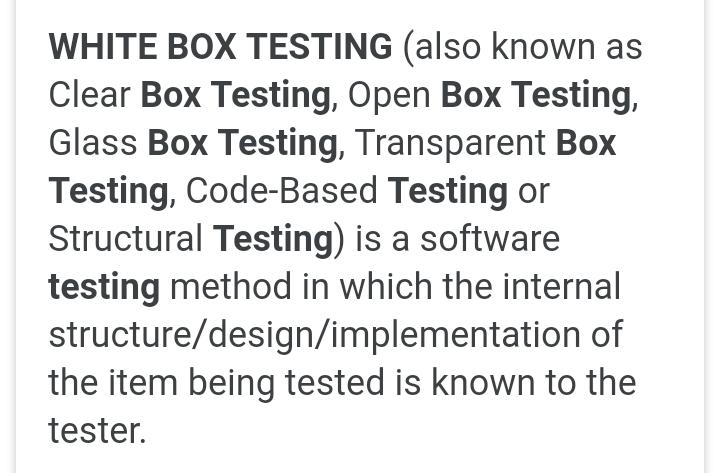 WHITE BOX TESTING (also known as
Clear Box Testing, Open Box Testing,
Glass Box Testing, Transparent Box
Testing, Code-Based Testing or
Structural Testing) is a software
testing method in which the internal
structure/design/implementation of
the item being tested is known to the
tester.